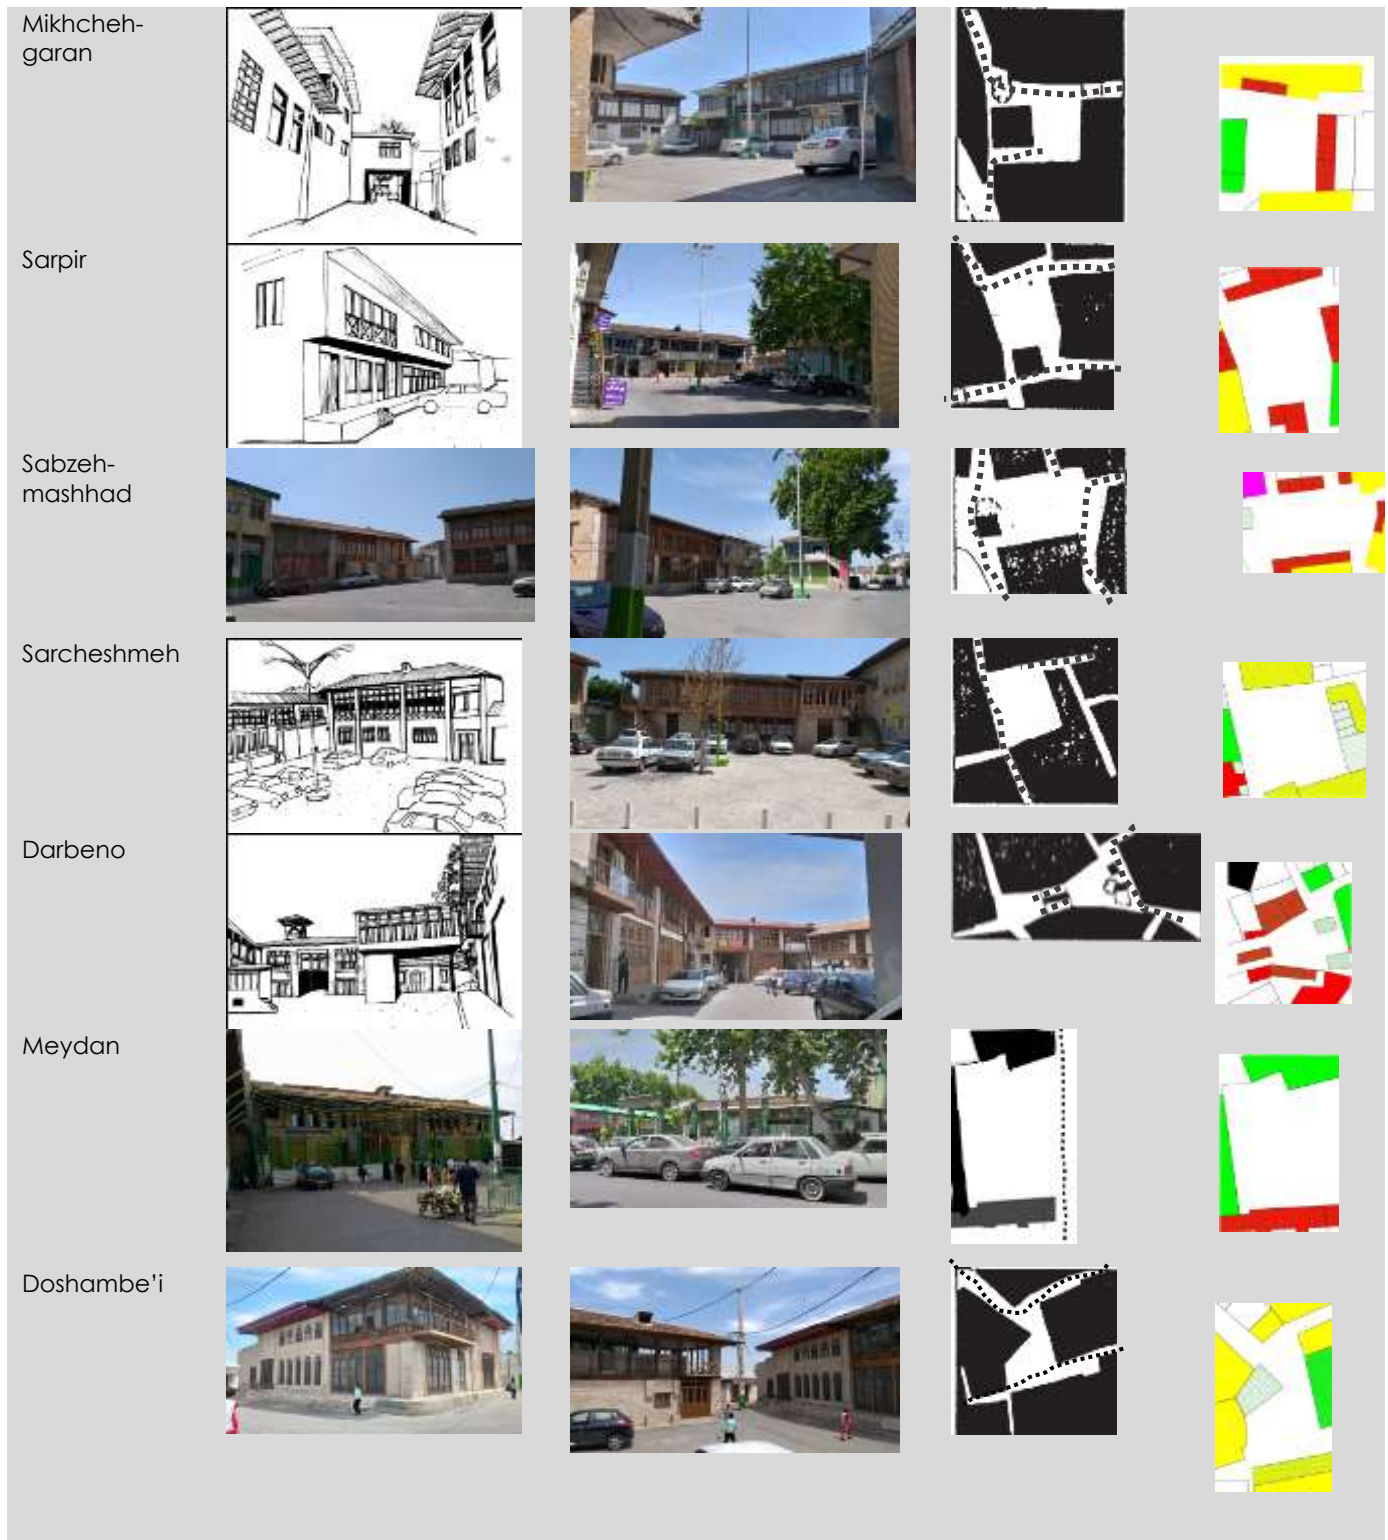 Mikhcheh-
garan
Sarpir
Sabzeh-
mashhad
Sarcheshmeh
Darbeno
Meydan
Doshambe’i